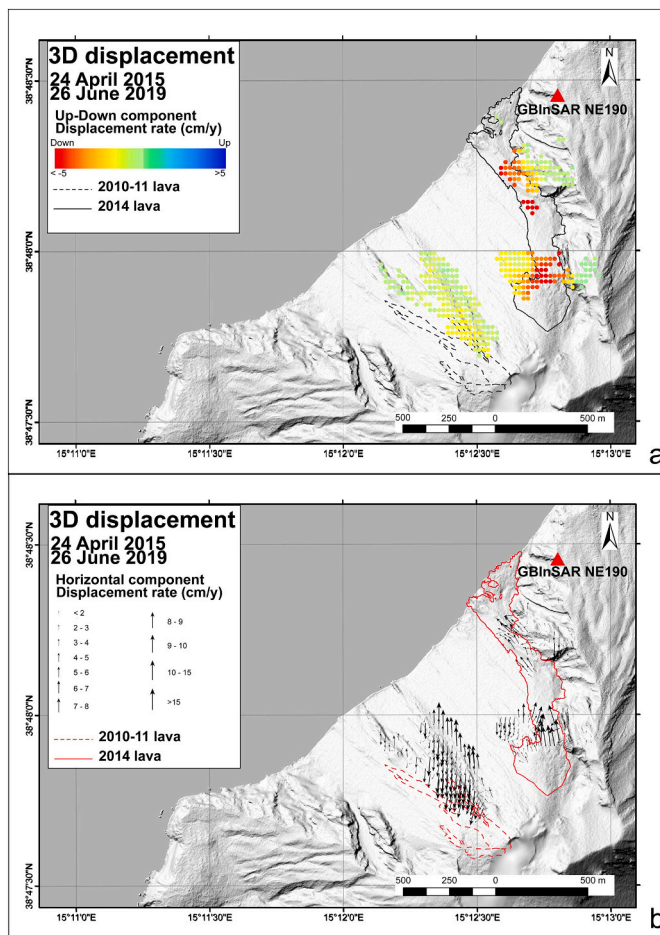 3D displacement
24 April 2015
26 June 2019
Up-Down component
Displacement rate (cm/y)
Down Up
< -5 >5
2010-11 lava
2014 lava
N
GBInSAR NE190
38°48'30"N
38°48'0"N
38°47'30"N
500 250 0 500 m
15°11'0"E 15°11'30"E 15°12'0"E 15°12'30"E 15°13'0"E
a
3D displacement
24 April 2015
26 June 2019
Horizontal component
Displacement rate (cm/y)
< 2 8 - 9
2 - 3
3 - 4 9 - 10
4 - 5
5 - 6 10 - 15
6 - 7
7 - 8 >15
2010-11 lava
2014 lava
N
GBInSAR NE190
38°48'30"N
38°48'0"N
38°47'30"N
500 250 0 500 m
15°11'0"E 15°11'30"E 15°12'0"E 15°12'30"E 15°13'0"E
b